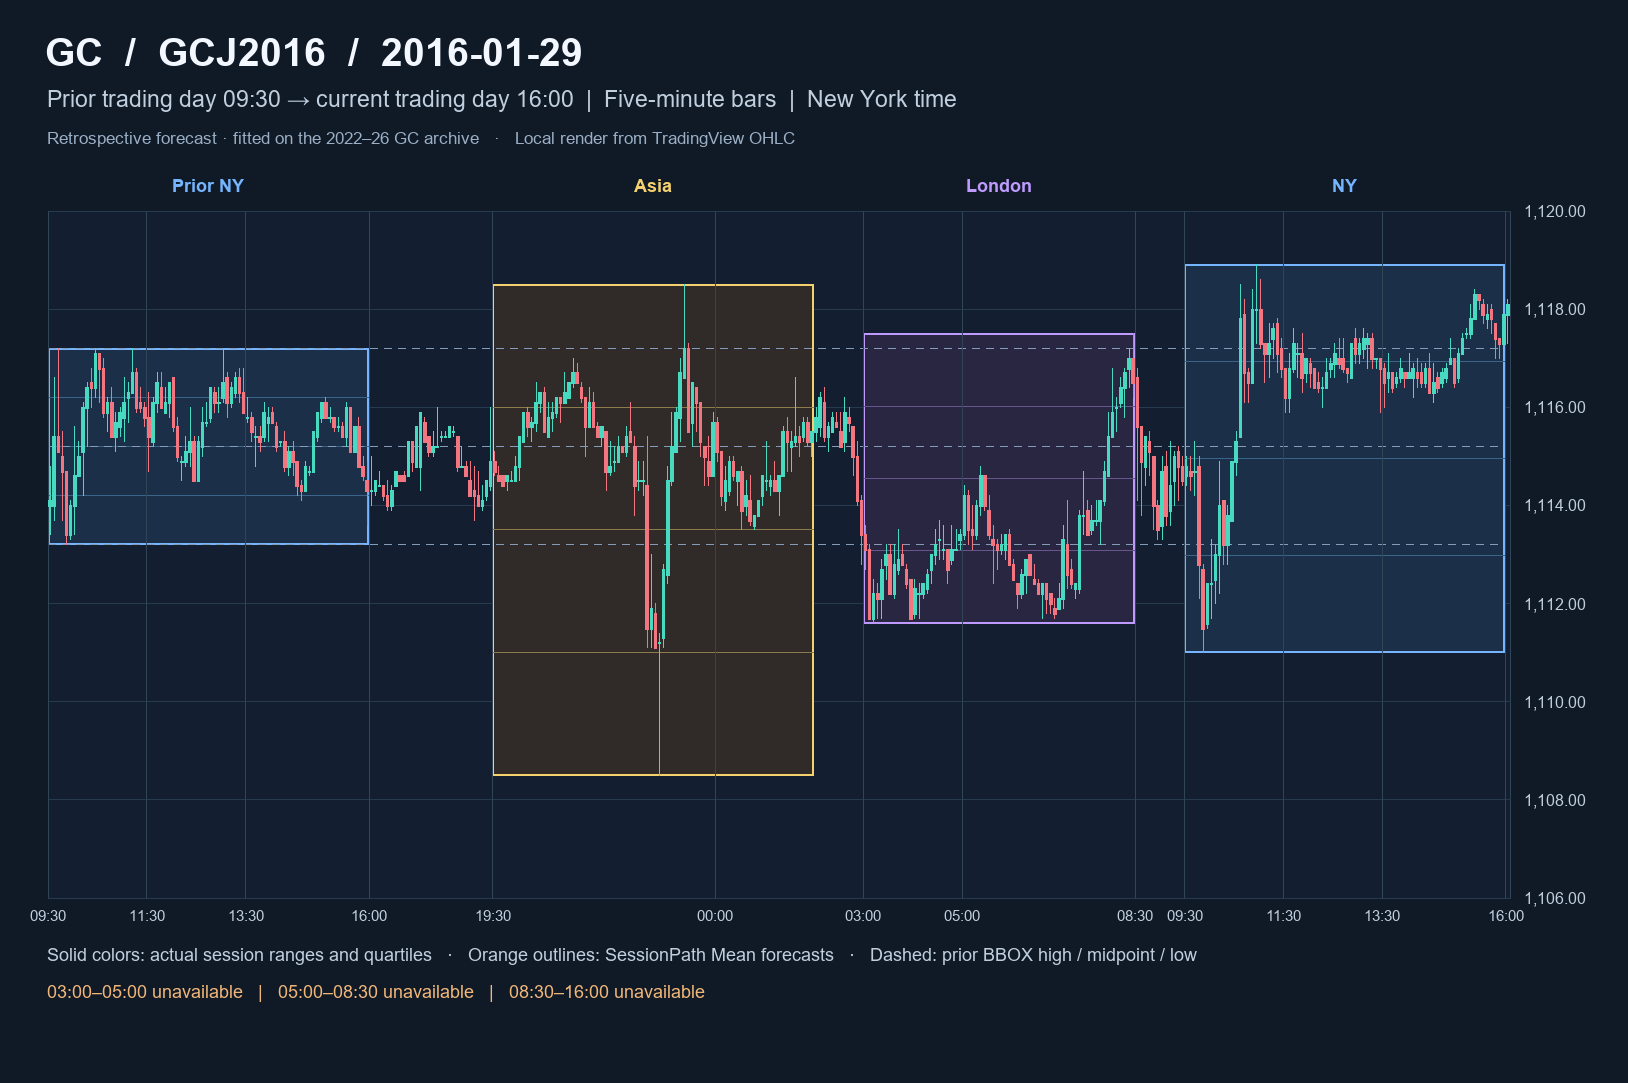 GC / GCJ2016 / 2016-01-29
Prior trading day 09:30 → current trading day 16:00 | Five-minute bars | New York time
Retrospective forecast · fitted on the 2022–26 GC archive · Local render from TradingView OHLC
Prior NY Asia London NY
1,120.00
1,118.00
1,116.00
1,114.00
1,112.00
1,110.00
1,108.00
1,106.00
09:30 11:30 13:30 16:00 19:30 00:00 03:00 05:00 08:30 09:30 11:30 13:30 16:00
Solid colors: actual session ranges and quartiles · Orange outlines: SessionPath Mean forecasts · Dashed: prior BBOX high / midpoint / low
03:00–05:00 unavailable | 05:00–08:30 unavailable | 08:30–16:00 unavailable